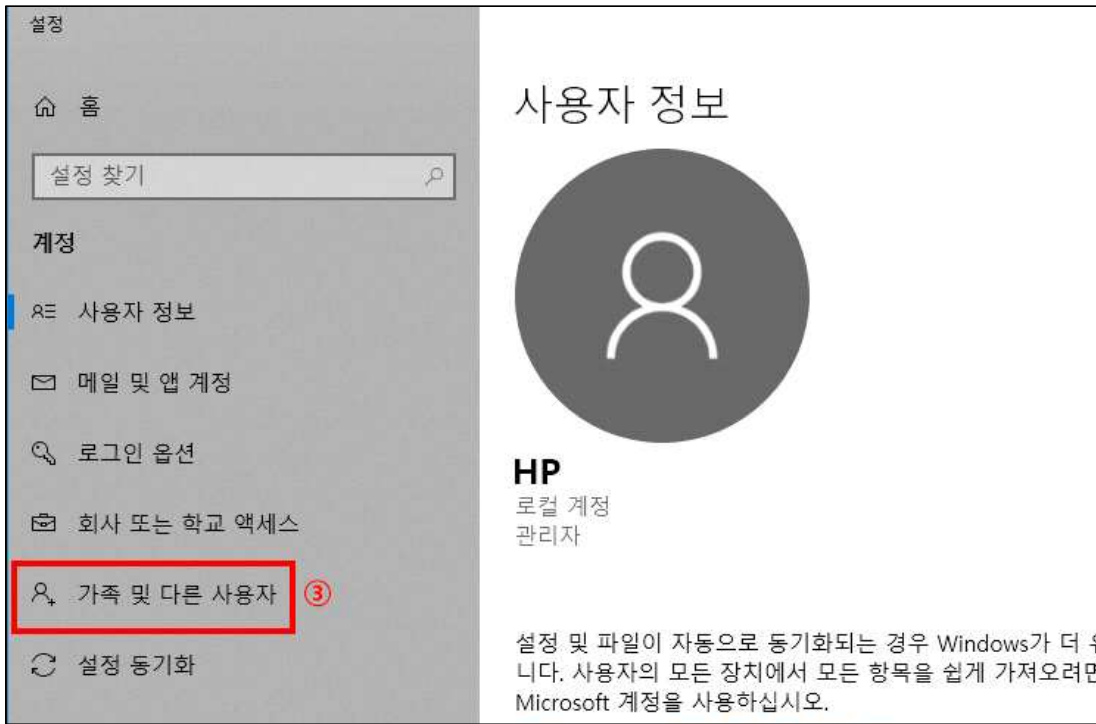 설정
홈
설정 찾기
계정
사용자 정보
메일 및 앱 계정
로그인 옵션
회사 또는 학교 액세스
가족 및 다른 사용자 ③
설정 동기화
사용자 정보
HP
로컬 계정
관리자
설정 및 파일이 자동으로 동기화되는 경우 Windows가 더
니다. 사용자의 모든 장치에서 모든 항목을 쉽게 가져오려면
Microsoft 계정을 사용하십시오.